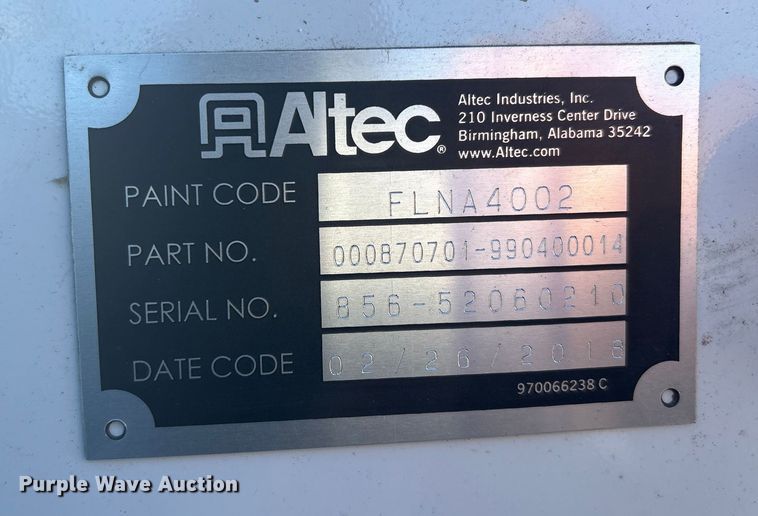 Altec®
Altec Industries, Inc.
210 Inverness Center Drive
Birmingham, Alabama 35242
www.Altec.com
PAINT CODE FLNA4002
PART NO. 000870701-990400014
SERIAL NO. 856-52060210
DATE CODE 02/26/2018
970066238 C
Purple Wave Auction